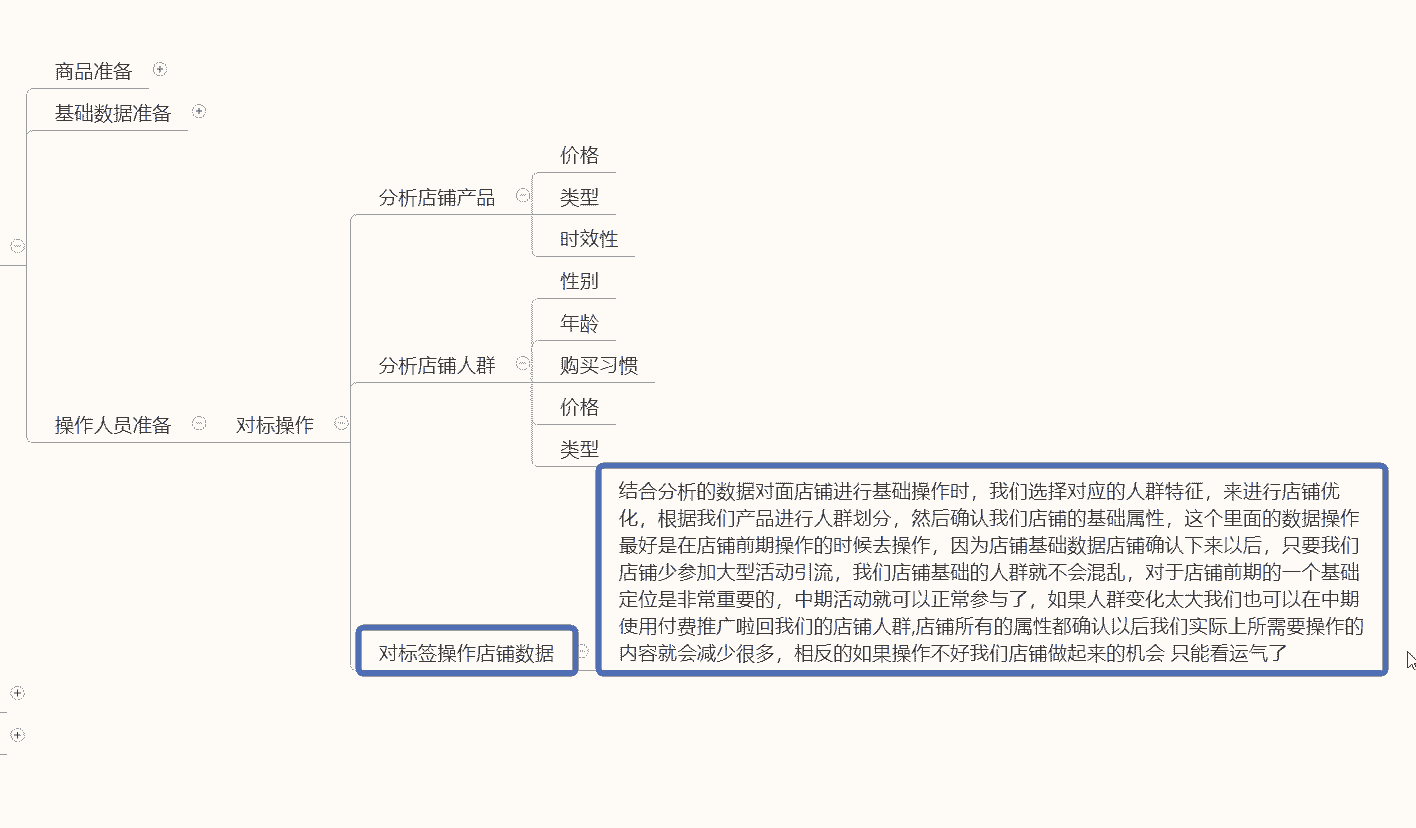 商品准备
基础数据准备
价格
分析店铺产品
类型
时效性
性别
年龄
分析店铺人群
购买习惯
价格
操作人员准备
对标操作
类型
结合分析的数据对面店铺进行基础操作时，我们选择对应的人群特征，来进行店铺优
化，根据我们产品进行人群划分，然后确认我们店铺的基础属性，这个里面的数据操作
最好是在店铺前期操作的时候去操作，因为店铺基础数据店铺确认下来以后，只要我们
店铺少参加大型活动引流，我们店铺基础的人群就不会混乱，对于店铺前期的一个基础
定位是非常重要的，中期活动就可以正常参与了，如果人群变化太大我们也可以在中期
使用付费推广啦回我们的店铺人群,店铺所有的属性都确认以后我们实际上所需要操作的
内容就会减少很多，相反的如果操作不好我们店铺做起来的机会 只能看运气了
对标签操作店铺数据